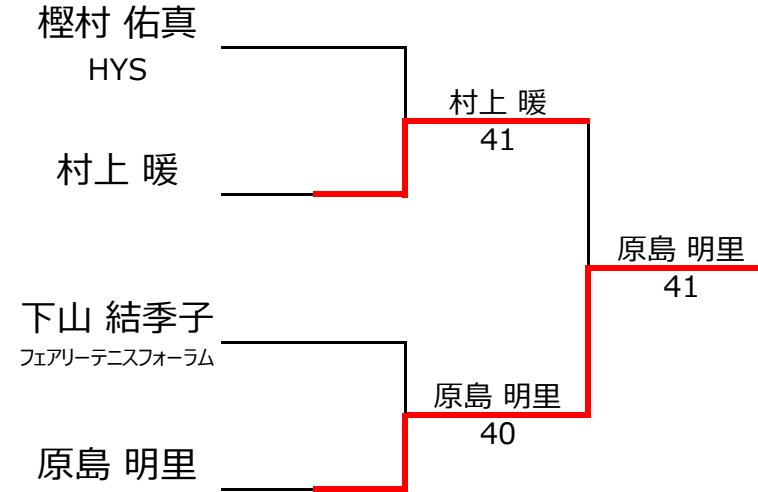 樫村 佑真
HYS
村上 暖
下山 結季子
フェアリーテニスフォーラム
原島 明里
村上 暖
41
原島 明里
40
原島 明里
41